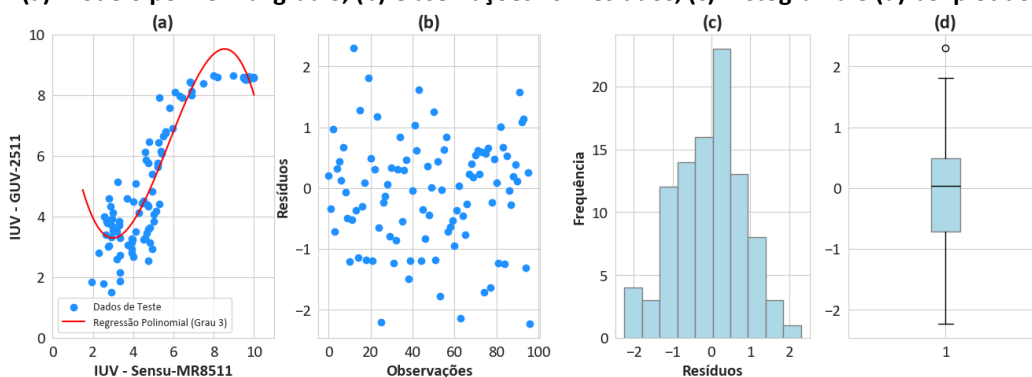 (a) (b) (c) (d)
10
8
6
4
2
0
IUV - GUV-2511
0 2 4 6 8 10
IUV - Sensu-MR8511
Dados de Teste
Regressão Polinomial (Grau 3)
2
1
0
−1
−2
Resíduos
0 20 40 60 80 100
Observações
20
15
10
5
0
Frequência
−2 −1 0 1 2
Resíduos
2
1
0
−1
−2
1